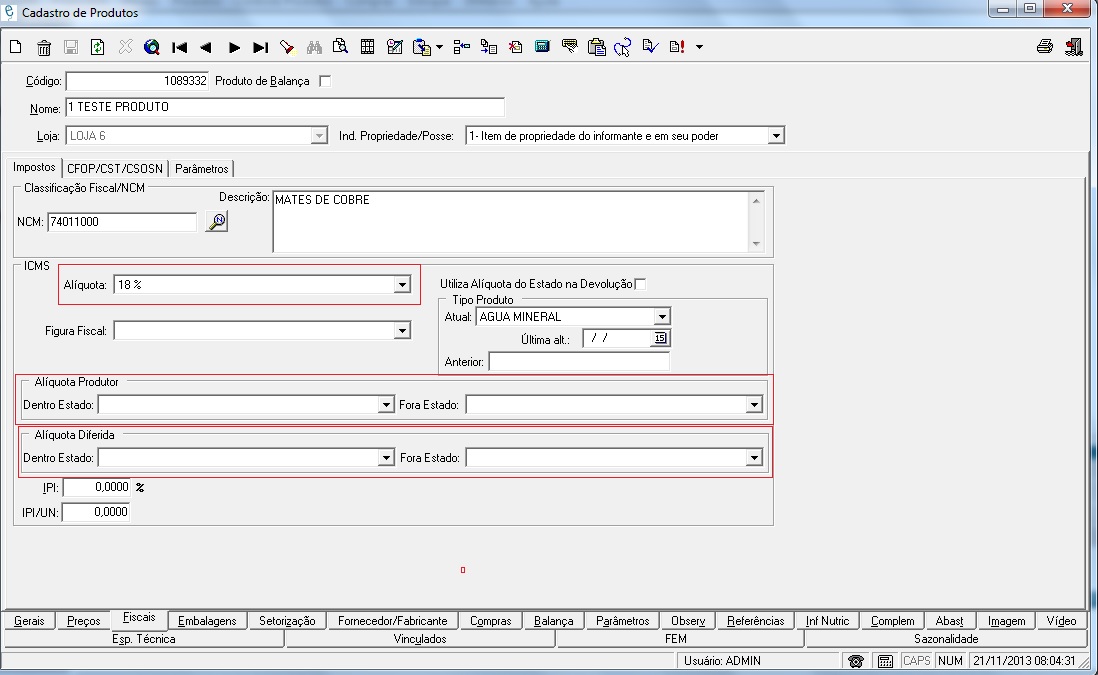 Cadastro de Produtos
Código: 1089332 Produto de Balança
Nome: 1 TESTE PRODUTO
Loja: LOJA 6 Ind. Propriedade/Posse: 1- Item de propriedade do informante e em seu poder
Impostos CFOP/CST/CSOSN Parâmetros
Classificação Fiscal/NCM
NCM: 74011000 Descrição: MATES DE COBRE
ICMS
Alíquota: 18 % Utiliza Alíquota do Estado na Devolução
Tipo Produto
Atual: AGUA MINERAL
Figura Fiscal:
Última alt.: / / 15
Anterior:
Alíquota Produtor
Dentro Estado: Fora Estado:
Alíquota Diferida
Dentro Estado: Fora Estado:
IPI: 0,0000 %
IPI/UN: 0,0000
Gerais Preços Fiscais Embalagens Setorização Fornecedor/Fabricante Compras Balança Parâmetros Observ Referências Inf Nutric Complem Abast Imagem Vídeo
Esp. Técnica Vinculados FEM Sazonalidade
Usuário: ADMIN CAPS NUM 21/11/2013 08:04:31